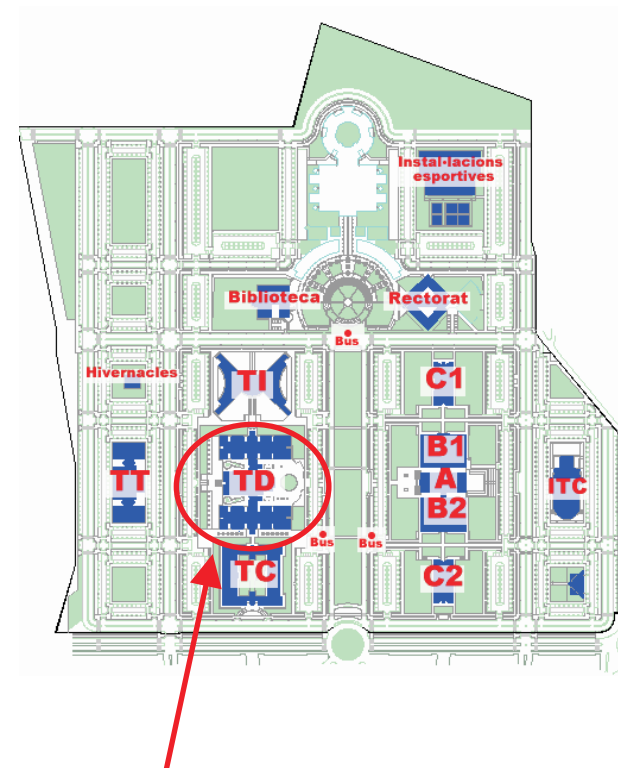 Instal·lacions
esportives
Biblioteca
Rectorat
Bus
Hivernacles
TI
C1
B1
TT
TD
A
ITC
B2
Bus
Bus
TC
C2